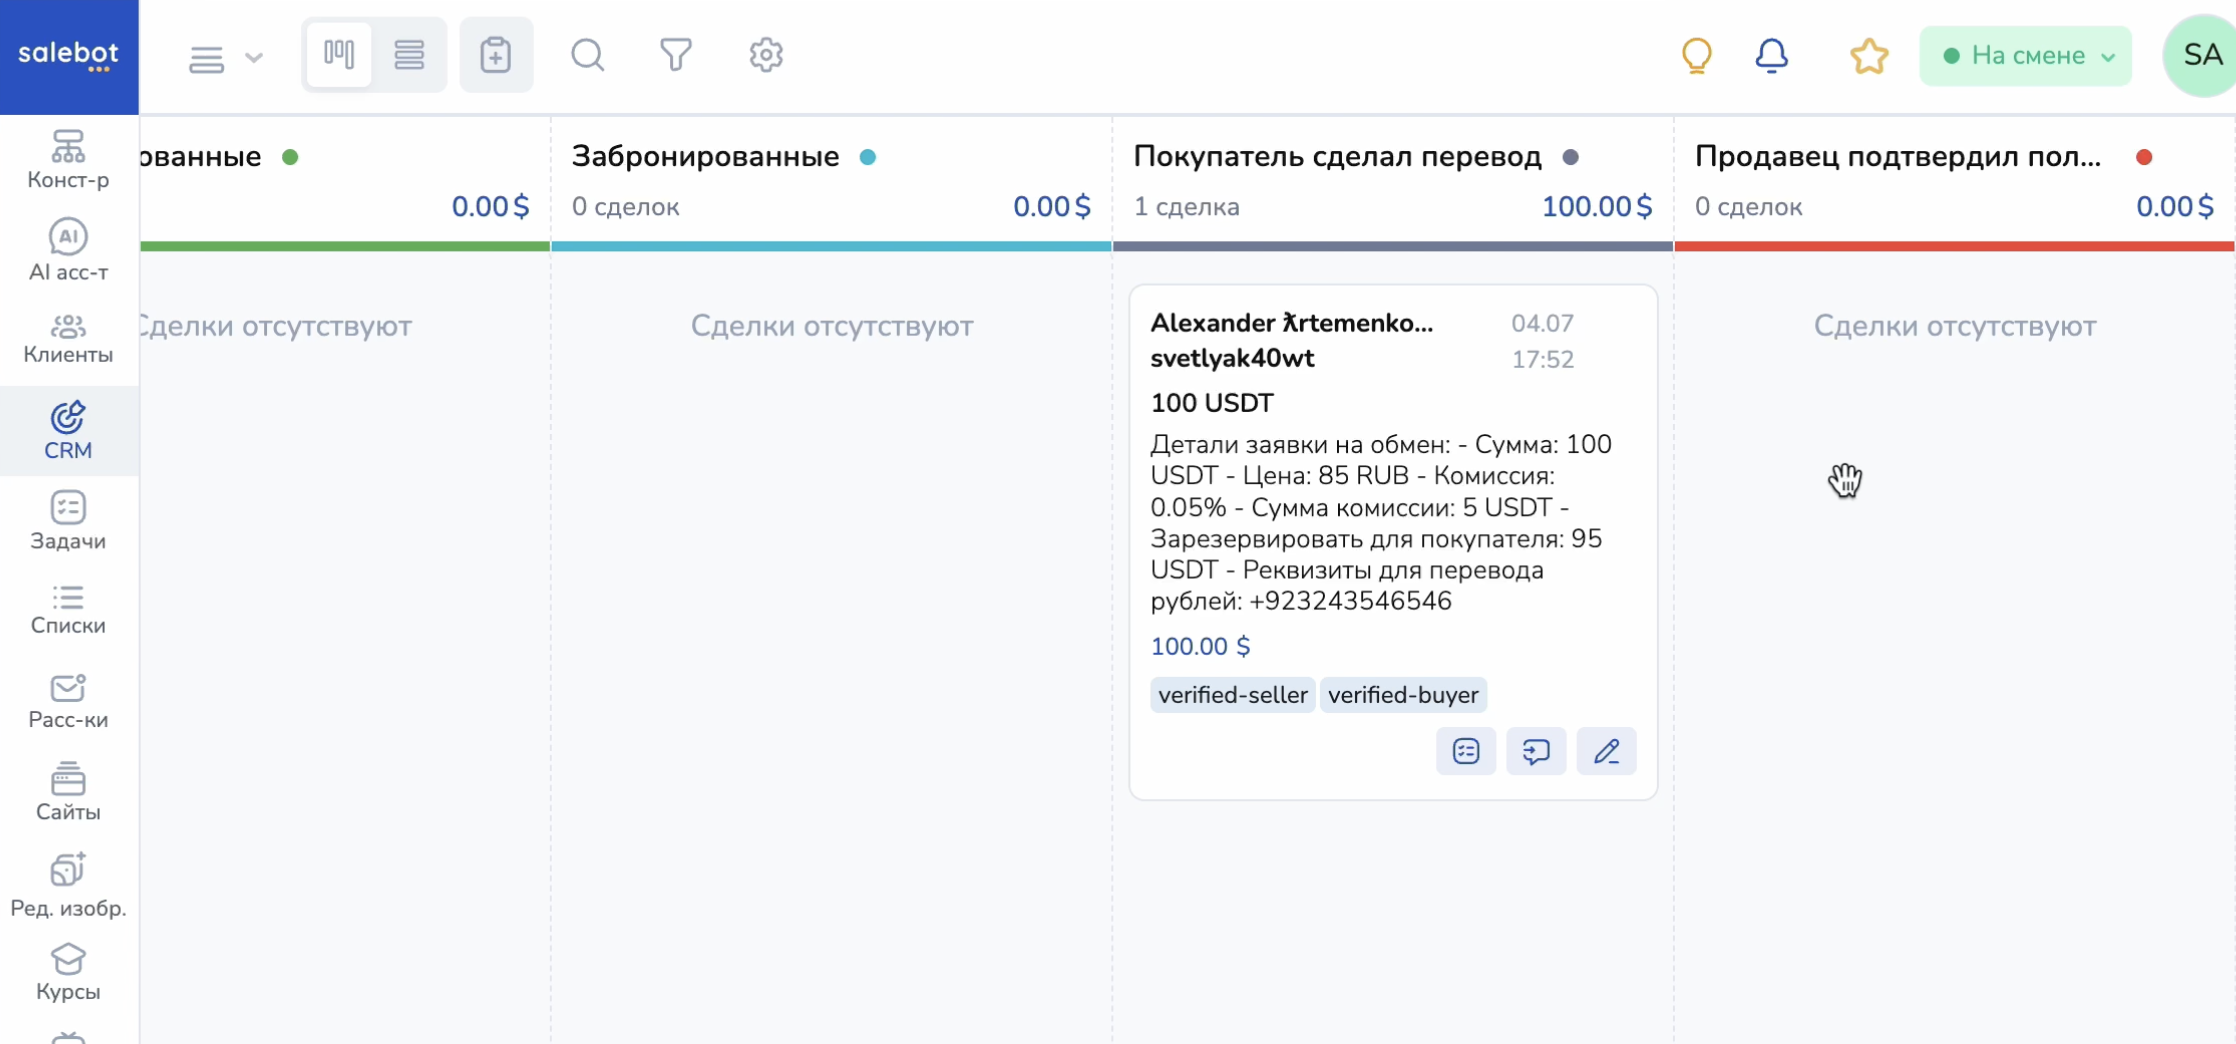 salebot
На смене
SA
Конст-р
AI
AI асс-т
Клиенты
CRM
Задачи
Списки
Расс-ки
Сайты
Ред. изобр.
Курсы
ованные
0.00 $
Сделки отсутствуют
Забронированные
0 сделок
0.00 $
Сделки отсутствуют
Покупатель сделал перевод
1 сделка
100.00 $
Alexander ƛrtemenko...
04.07
svetlyak40wt
17:52
100 USDT
Детали заявки на обмен: - Сумма: 100
USDT - Цена: 85 RUB - Комиссия:
0.05% - Сумма комиссии: 5 USDT -
Зарезервировать для покупателя: 95
USDT - Реквизиты для перевода
рублей: +923243546546
100.00 $
verified-seller verified-buyer
Продавец подтвердил пол...
0 сделок
0.00 $
Сделки отсутствуют